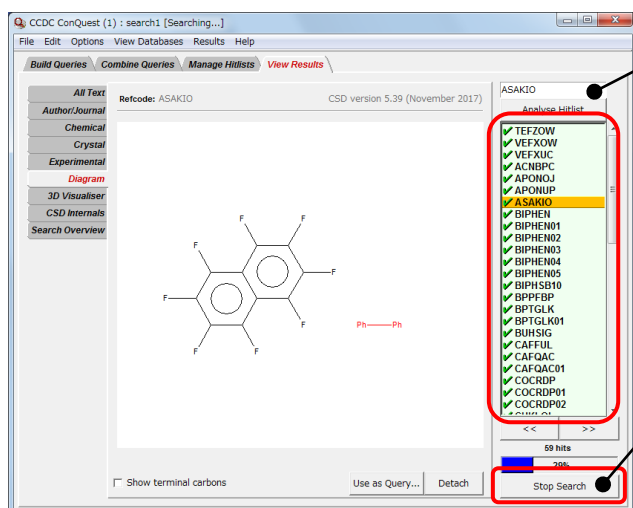 CCDC ConQuest (1) : search1 [Searching...]
File Edit Options View Databases Results Help
Build Queries Combine Queries Manage Hitlists View Results
All Text
Author/Journal
Chemical
Crystal
Experimental
Diagram
3D Visualiser
CSD Internals
Search Overview
Refcode: ASAKIO CSD version 5.39 (November 2017)
F F
F
F
F
F F
Ph Ph
Show terminal carbons Use as Query... Detach
ASAKIO
Analyse Hitlist
TEFZOW
VEFXOW
VEFXUC
ACNBPC
APONOJ
APONUP
ASAKIO
BIPHEN
BIPHEN01
BIPHEN02
BIPHEN03
BIPHEN04
BIPHEN05
BIPHSB10
BPPFBP
BPTGLK
BPTGLK01
BUHSIG
CAFFUL
CAFQAC
CAFQAC01
COCRDP
COCRDP01
COCRDP02
<< >>
59 hits
29%
Stop Search